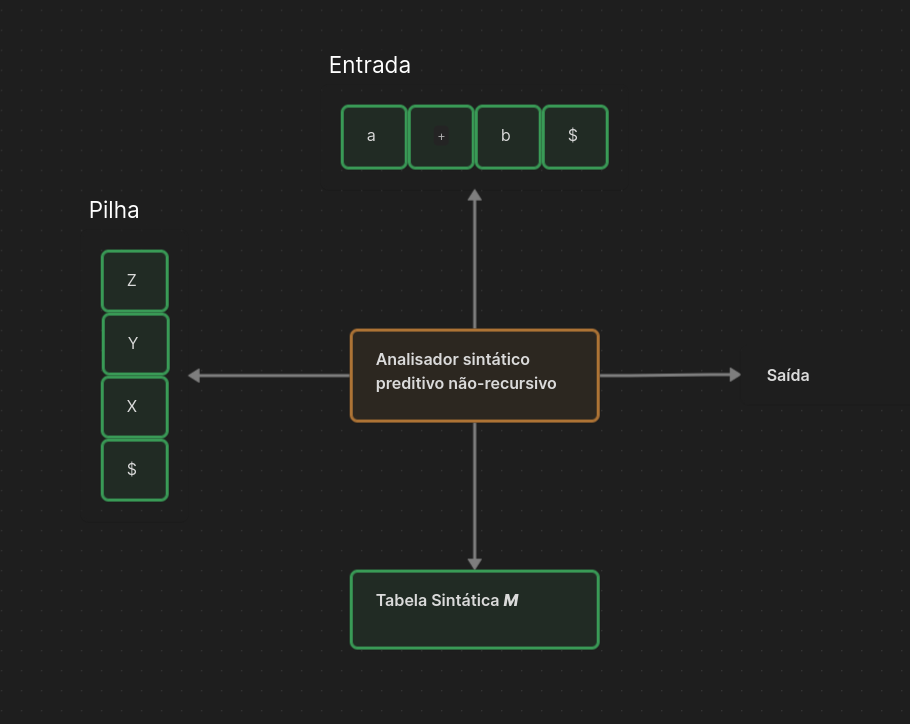 Entrada
a + b $
Pilha
Z
Y
X
$
Analisador sintático
preditivo não-recursivo
Saída
Tabela Sintática M